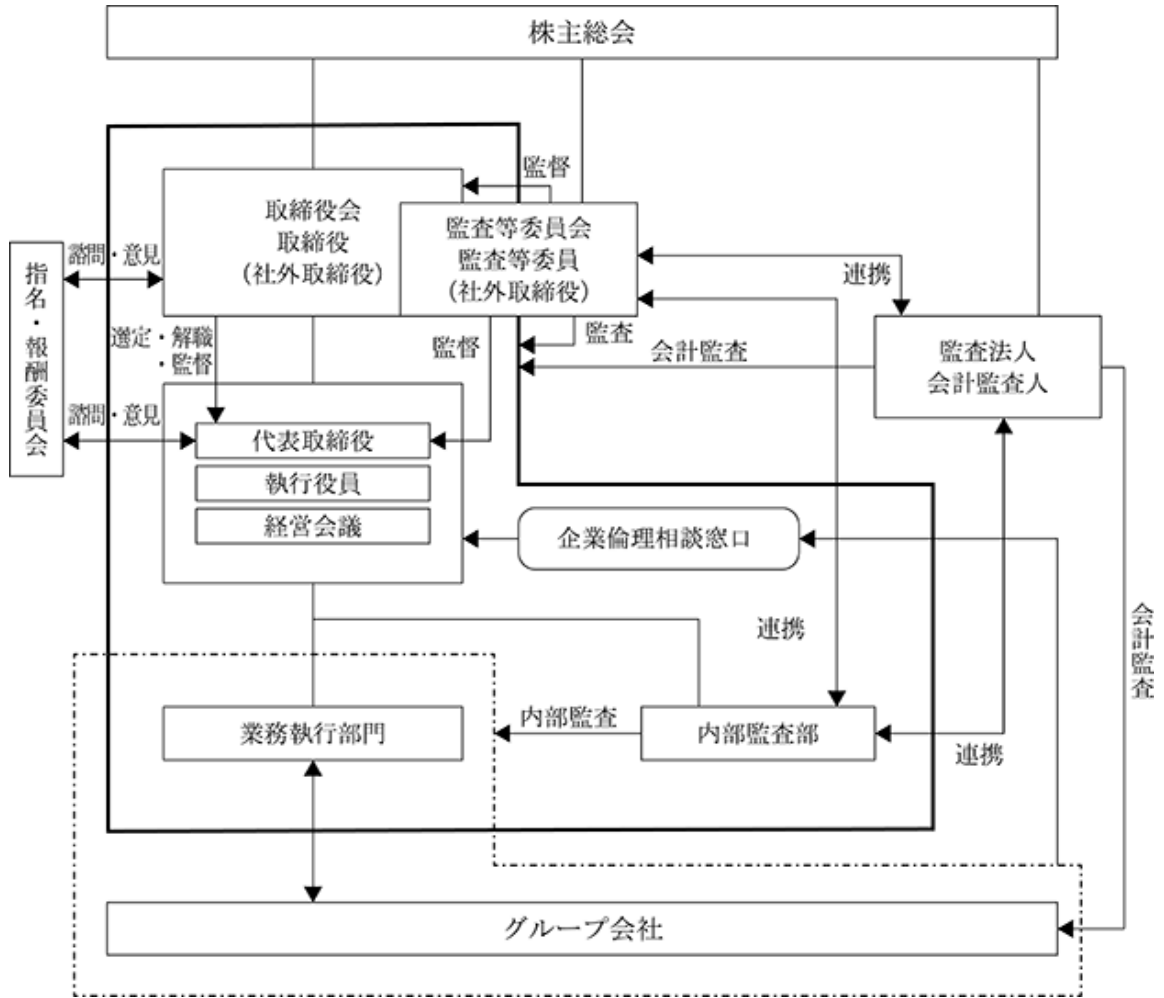 株主総会
監督
取締役会
取締役
(社外取締役)
監査等委員会
監査等委員
(社外取締役)
諮問・意見
指名・報酬委員会
連携
選定・解職
・監督
監督
監査
会計監査
監査法人
会計監査人
諮問・意見
代表取締役
執行役員
経営会議
企業倫理相談窓口
連携
会計監査
業務執行部門
内部監査
内部監査部
連携
グループ会社